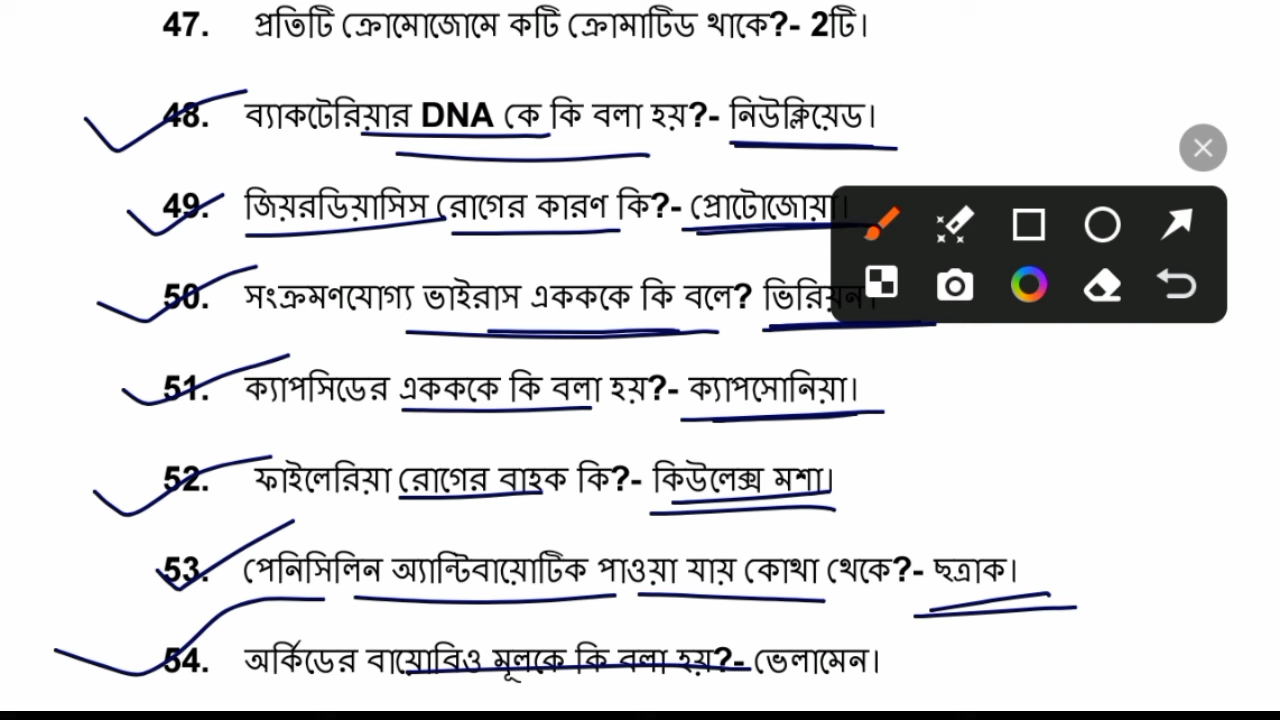 47. প্রতিটি ক্রোমোজোমে কটি ক্রোমাটিড থাকে?- 2টি।
48. ব্যাকটেরিয়ার DNA কে কি বলা হয়?- নিউক্লিয়েড।
49. জিয়রডিয়াসিস রোগের কারণ কি?- প্রোটোজোয়া।
50. সংক্রমণযোগ্য ভাইরাস একককে কি বলে? ভিরিয়ন।
51. ক্যাপসিডের একককে কি বলা হয়?- ক্যাপসোনিয়া।
52. ফাইলেরিয়া রোগের বাহক কি?- কিউলেক্স মশা।
53. পেনিসিলিন অ্যান্টিবায়োটিক পাওয়া যায় কোথা থেকে?- ছত্রাক।
54. অর্কিডের বায়োবিও মূলকে কি বলা হয়?- ভেলামেন।